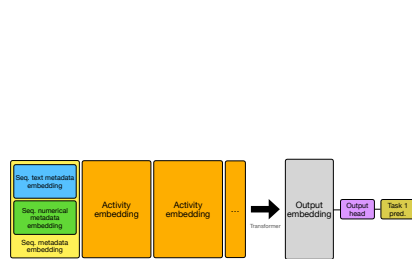 Seq. text metadata
embedding
Seq. numerical
metadata
embedding
Seq. metadata
embedding
Activity
embedding
Activity
embedding
...
Transformer
Output
embedding
Output
head
Task 1
pred.